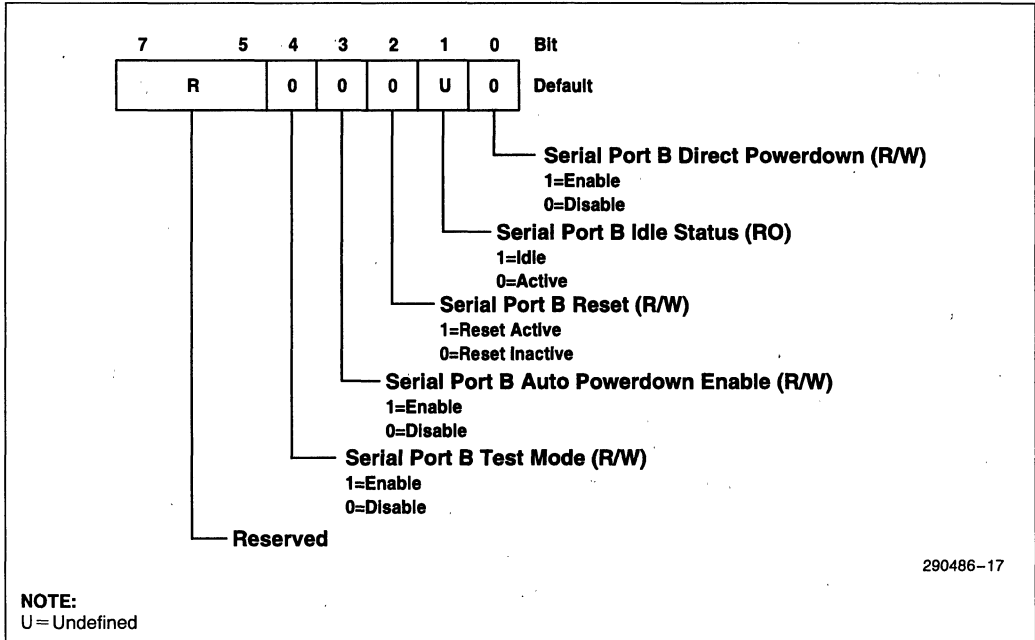 7 5 4 3 2 1 0 Bit
R 0 0 0 U 0 Default
Serial Port B Direct Powerdown (R/W)
1=Enable
0=Disable
Serial Port B Idle Status (RO)
1=Idle
0=Active
Serial Port B Reset (R/W)
1=Reset Active
0=Reset Inactive
Serial Port B Auto Powerdown Enable (R/W)
1=Enable
0=Disable
Serial Port B Test Mode (R/W)
1=Enable
0=Disable
Reserved
290486–17
NOTE:
U=Undefined